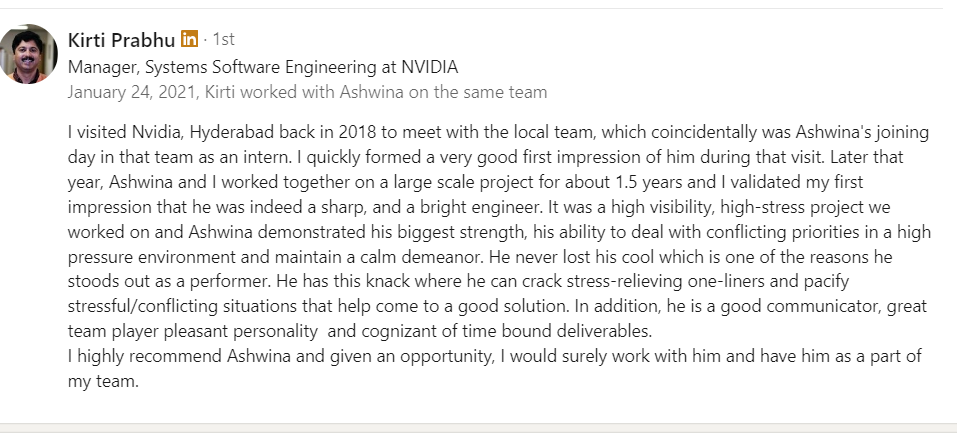 Kirti Prabhu in · 1st
Manager, Systems Software Engineering at NVIDIA
January 24, 2021, Kirti worked with Ashwina on the same team
I visited Nvidia, Hyderabad back in 2018 to meet with the local team, which coincidentally was Ashwina's joining
day in that team as an intern. I quickly formed a very good first impression of him during that visit. Later that
year, Ashwina and I worked together on a large scale project for about 1.5 years and I validated my first
impression that he was indeed a sharp, and a bright engineer. It was a high visibility, high-stress project we
worked on and Ashwina demonstrated his biggest strength, his ability to deal with conflicting priorities in a high
pressure environment and maintain a calm demeanor. He never lost his cool which is one of the reasons he
stoods out as a performer. He has this knack where he can crack stress-relieving one-liners and pacify
stressful/conflicting situations that help come to a good solution. In addition, he is a good communicator, great
team player pleasant personality  and cognizant of time bound deliverables.
I highly recommend Ashwina and given an opportunity, I would surely work with him and have him as a part of
my team.